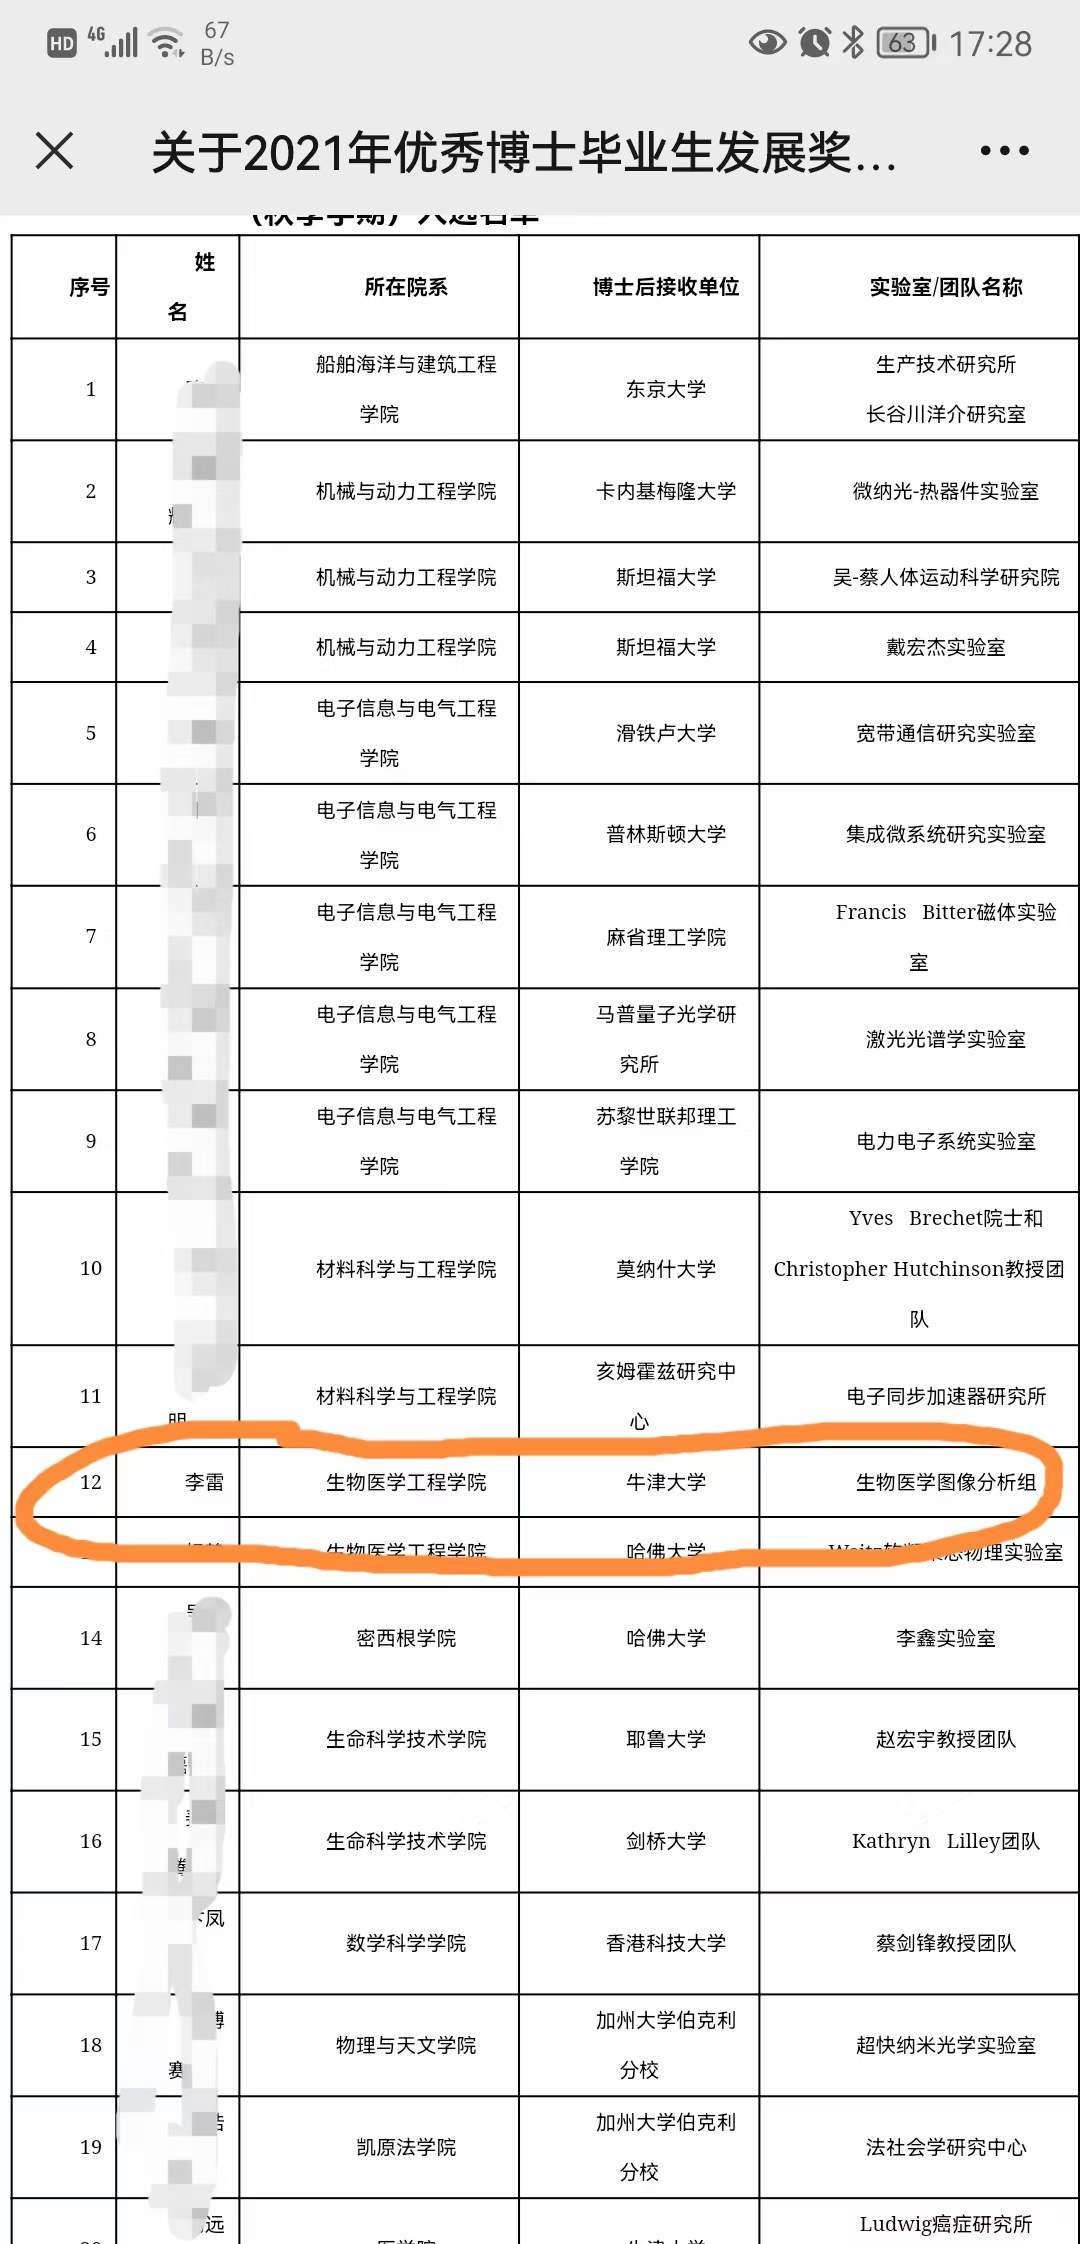 HD 4G 67 B/s 63 17:28
关于2021年优秀博士毕业生发展奖...
(秋季学期）入选名单
序号 姓名 所在院系 博士后接收单位 实验室/团队名称
1 船舶海洋与建筑工程学院 东京大学 生产技术研究所
长谷川洋介研究室
2 机械与动力工程学院 卡内基梅隆大学 微纳光-热器件实验室
3 机械与动力工程学院 斯坦福大学 吴-蔡人体运动科学研究院
4 机械与动力工程学院 斯坦福大学 戴宏杰实验室
5 电子信息与电气工程学院 滑铁卢大学 宽带通信研究实验室
6 电子信息与电气工程学院 普林斯顿大学 集成微系统研究实验室
7 电子信息与电气工程学院 麻省理工学院 Francis Bitter磁体实验室
8 电子信息与电气工程学院 马普量子光学研究所 激光光谱学实验室
9 电子信息与电气工程学院 苏黎世联邦理工学院 电力电子系统实验室
10 材料科学与工程学院 莫纳什大学 Yves Brechet院士和Christopher Hutchinson教授团队
11 明 材料科学与工程学院 亥姆霍兹研究中心 电子同步加速器研究所
12 李雷 生物医学工程学院 牛津大学 生物医学图像分析组
生物医学工程学院 哈佛大学 物理实验室
14 密西根学院 哈佛大学 李鑫实验室
15 生命科学技术学院 耶鲁大学 赵宏宇教授团队
16 生命科学技术学院 剑桥大学 Kathryn Lilley团队
17 凤 数学科学学院 香港科技大学 蔡剑锋教授团队
18 博赛 物理与天文学院 加州大学伯克利分校 超快纳米光学实验室
19 凯原法学院 加州大学伯克利分校 法社会学研究中心
远 医学院 牛津大学 Ludwig癌症研究所